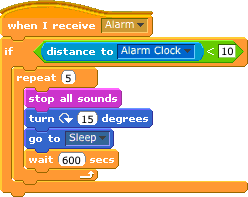 when I receive Alarm
if distance to Alarm Clock < 10
repeat 5
stop all sounds
turn 15 degrees
go to Sleep
wait 600 secs